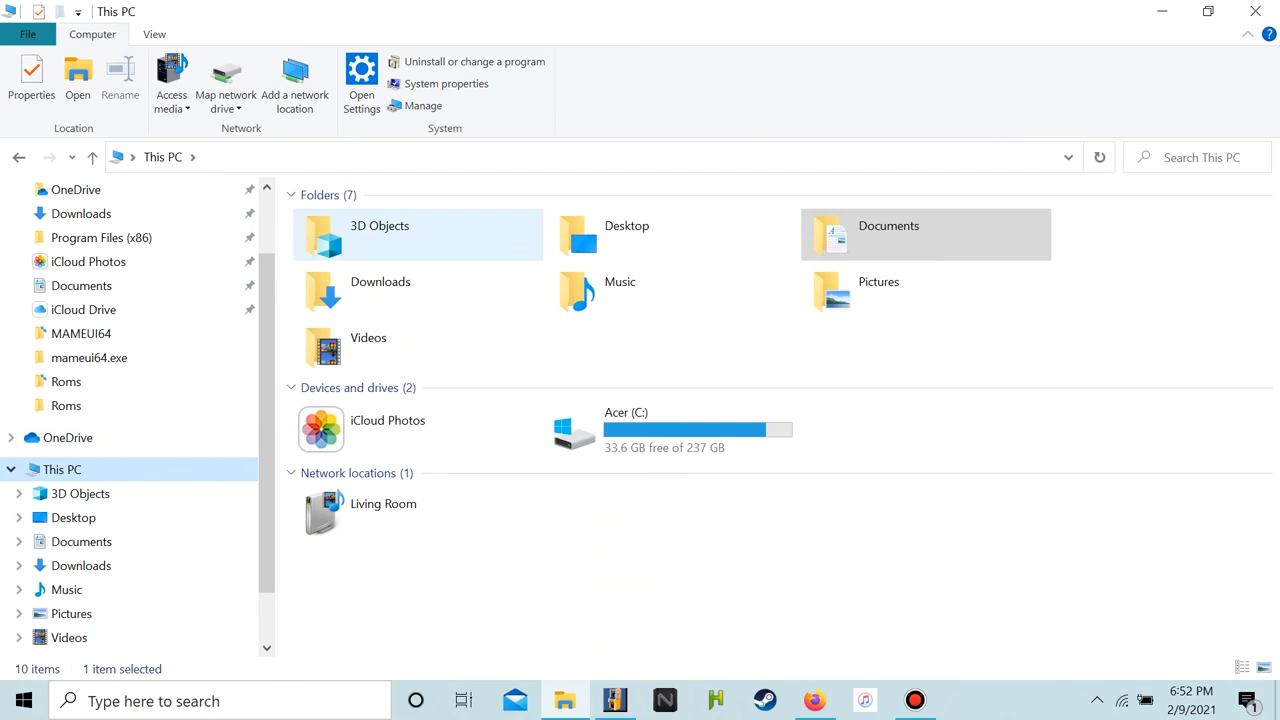 This PC
File
Computer
View
Properties
Open
Rename
Access media
Map network drive
Add a network location
Open Settings
Uninstall or change a program
System properties
Manage
Location
Network
System
This PC
Search This PC
OneDrive
Downloads
Program Files (x86)
iCloud Photos
Documents
iCloud Drive
MAMEUI64
mameui64.exe
Roms
Roms
OneDrive
This PC
3D Objects
Desktop
Documents
Downloads
Music
Pictures
Videos
Folders (7)
3D Objects
Desktop
Documents
Downloads
Music
Pictures
Videos
Devices and drives (2)
iCloud Photos
Acer (C:)
33.6 GB free of 237 GB
Network locations (1)
Living Room
10 items
1 item selected
Type here to search
6:52 PM
2/9/2021
1